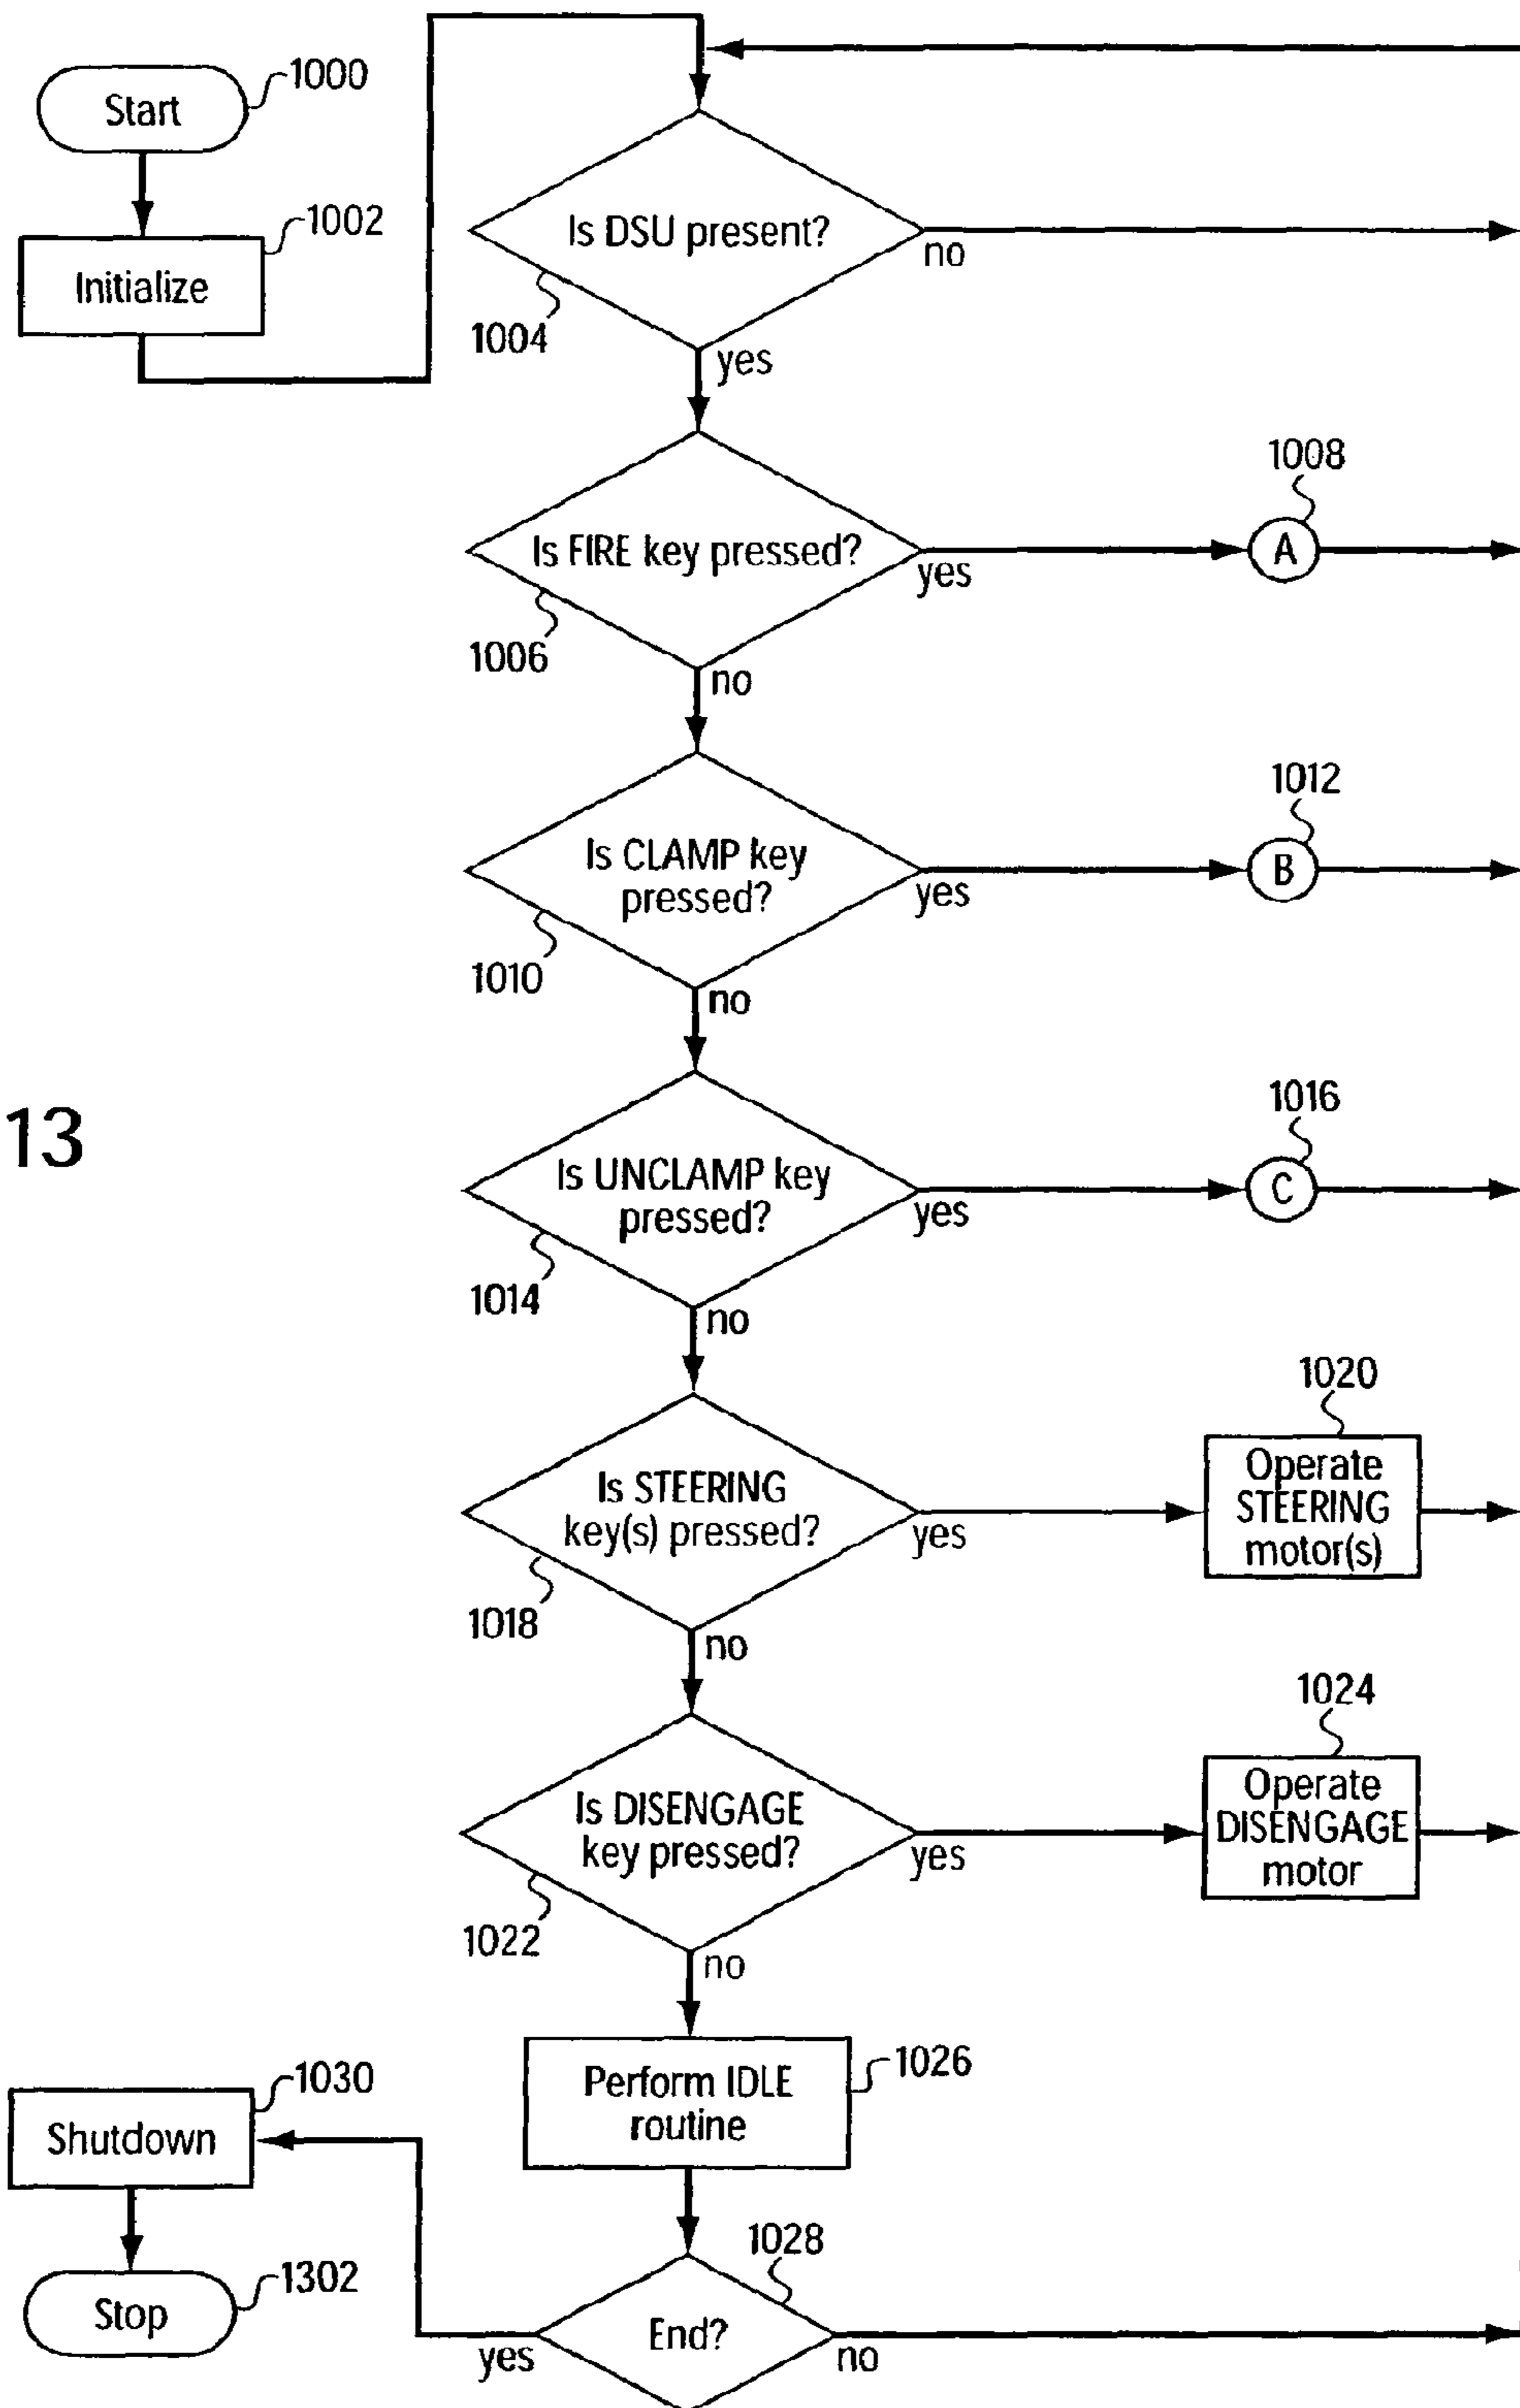 Start
1000
1002
Initialize
Is DSU present?
no
1004
yes
1008
Is FIRE key pressed?
yes
A
1006
no
1012
Is CLAMP key
pressed?
yes
B
1010
no
13
1016
Is UNCLAMP key
pressed?
yes
C
1014
no
1020
Is STEERING
key(s) pressed?
yes
Operate
STEERING
motor(s)
1018
no
1024
Is DISENGAGE
key pressed?
yes
Operate
DISENGAGE
motor
1022
no
Perform IDLE
routine
1026
1030
Shutdown
1028
1302
Stop
End?
yes
no